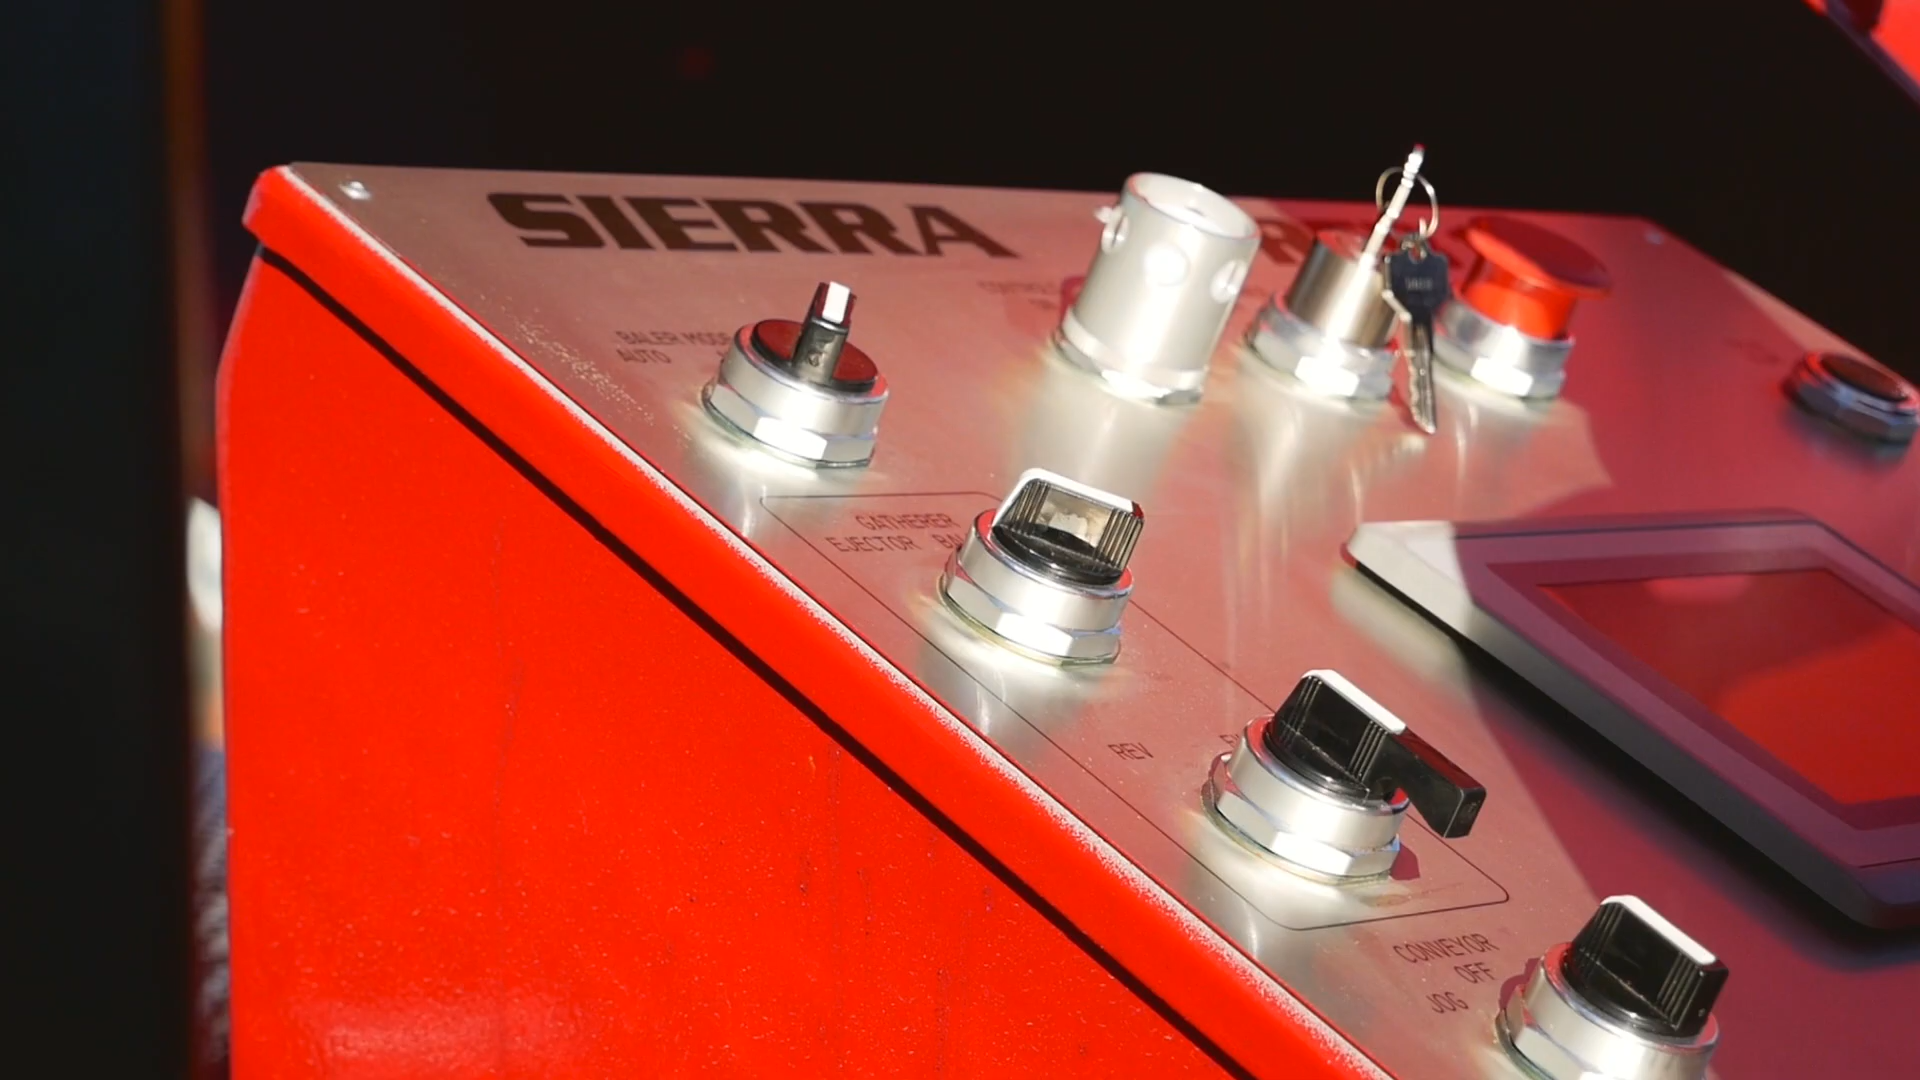 SIERRA
BALER MODE
AUTO
GATHERER
EJECTOR
REV
CONVEYOR
OFF
JOG